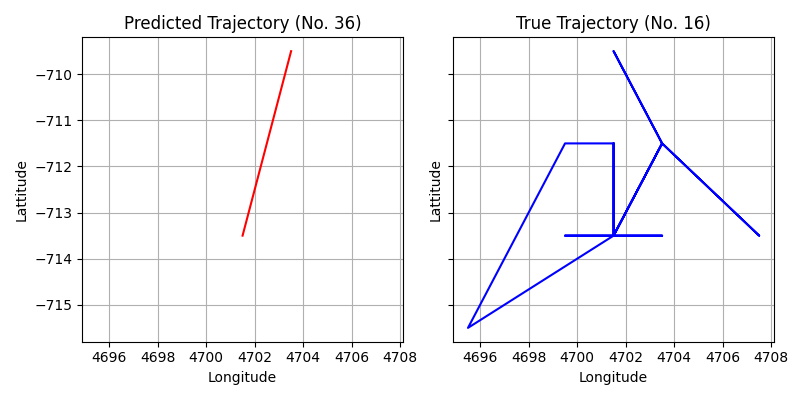 Predicted Trajectory (No. 36)
True Trajectory (No. 16)
−710
−711
−712
−713
−714
−715
Lattitude
Lattitude
4696 4698 4700 4702 4704 4706 4708
4696 4698 4700 4702 4704 4706 4708
Longitude
Longitude